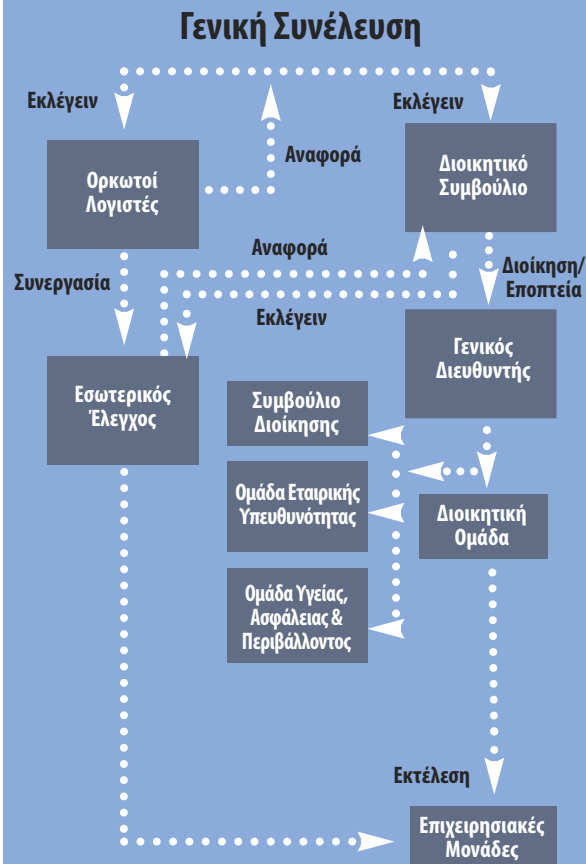 Γενική Συνέλευση
Εκλέγειν
Εκλέγειν
Αναφορά
Ορκωτοί
Λογιστές
Διοικητικό
Συμβούλιο
Αναφορά
Συνεργασία
Διοίκηση/
Εποπτεία
Εκλέγειν
Γενικός
Διευθυντής
Εσωτερικός
Έλεγχος
Συμβούλιο
Διοίκησης
Ομάδα Εταιρικής
Υπευθυνότητας
Διοικητική
Ομάδα
Ομάδα Υγείας,
Ασφάλειας &
Περιβάλλοντος
Εκτέλεση
Επιχειρησιακές
Μονάδες